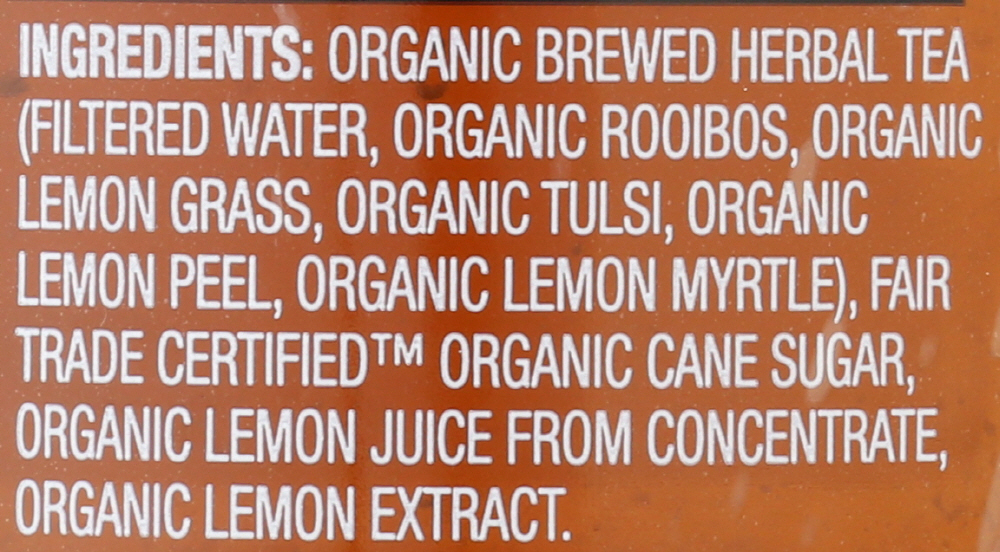 INGREDIENTS: ORGANIC BREWED HERBAL TEA
(FILTERED WATER, ORGANIC ROOIBOS, ORGANIC
LEMON GRASS, ORGANIC TULSI, ORGANIC
LEMON PEEL, ORGANIC LEMON MYRTLE), FAIR
TRADE CERTIFIED™ ORGANIC CANE SUGAR,
ORGANIC LEMON JUICE FROM CONCENTRATE,
ORGANIC LEMON EXTRACT.